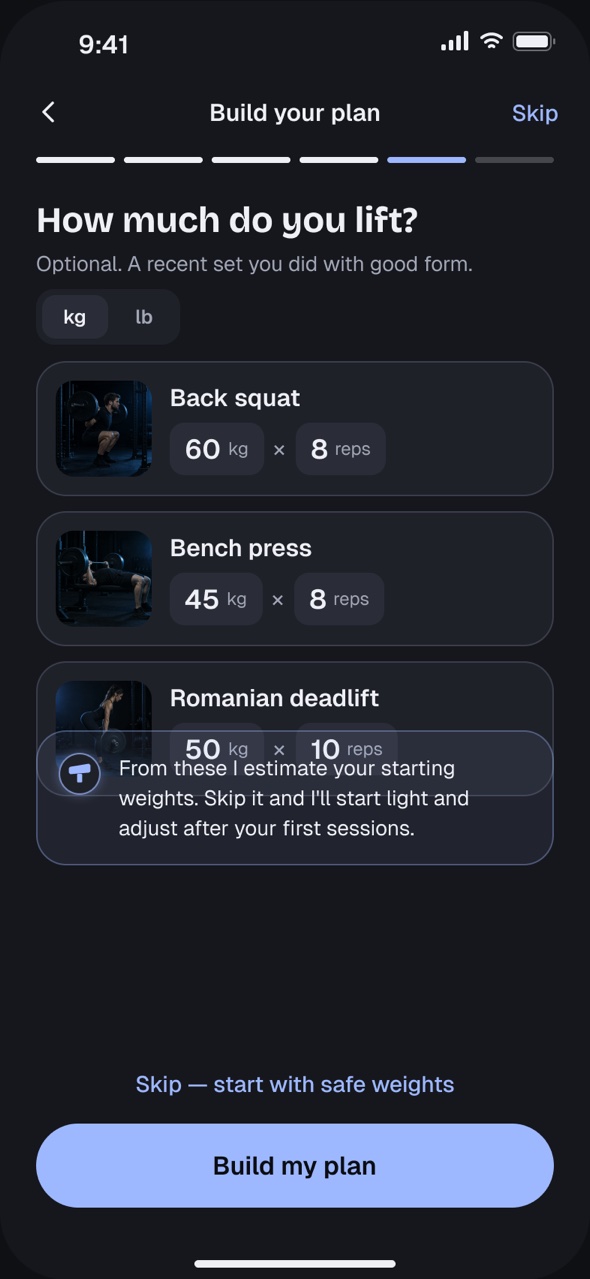 9:41
Build your plan
Skip
How much do you lift?
Optional. A recent set you did with good form.
kg lb
Back squat
60 kg × 8 reps
Bench press
45 kg × 8 reps
Romanian deadlift
50 kg × 10 reps
From these I estimate your starting
weights. Skip it and I'll start light and
adjust after your first sessions.
Skip — start with safe weights
Build my plan